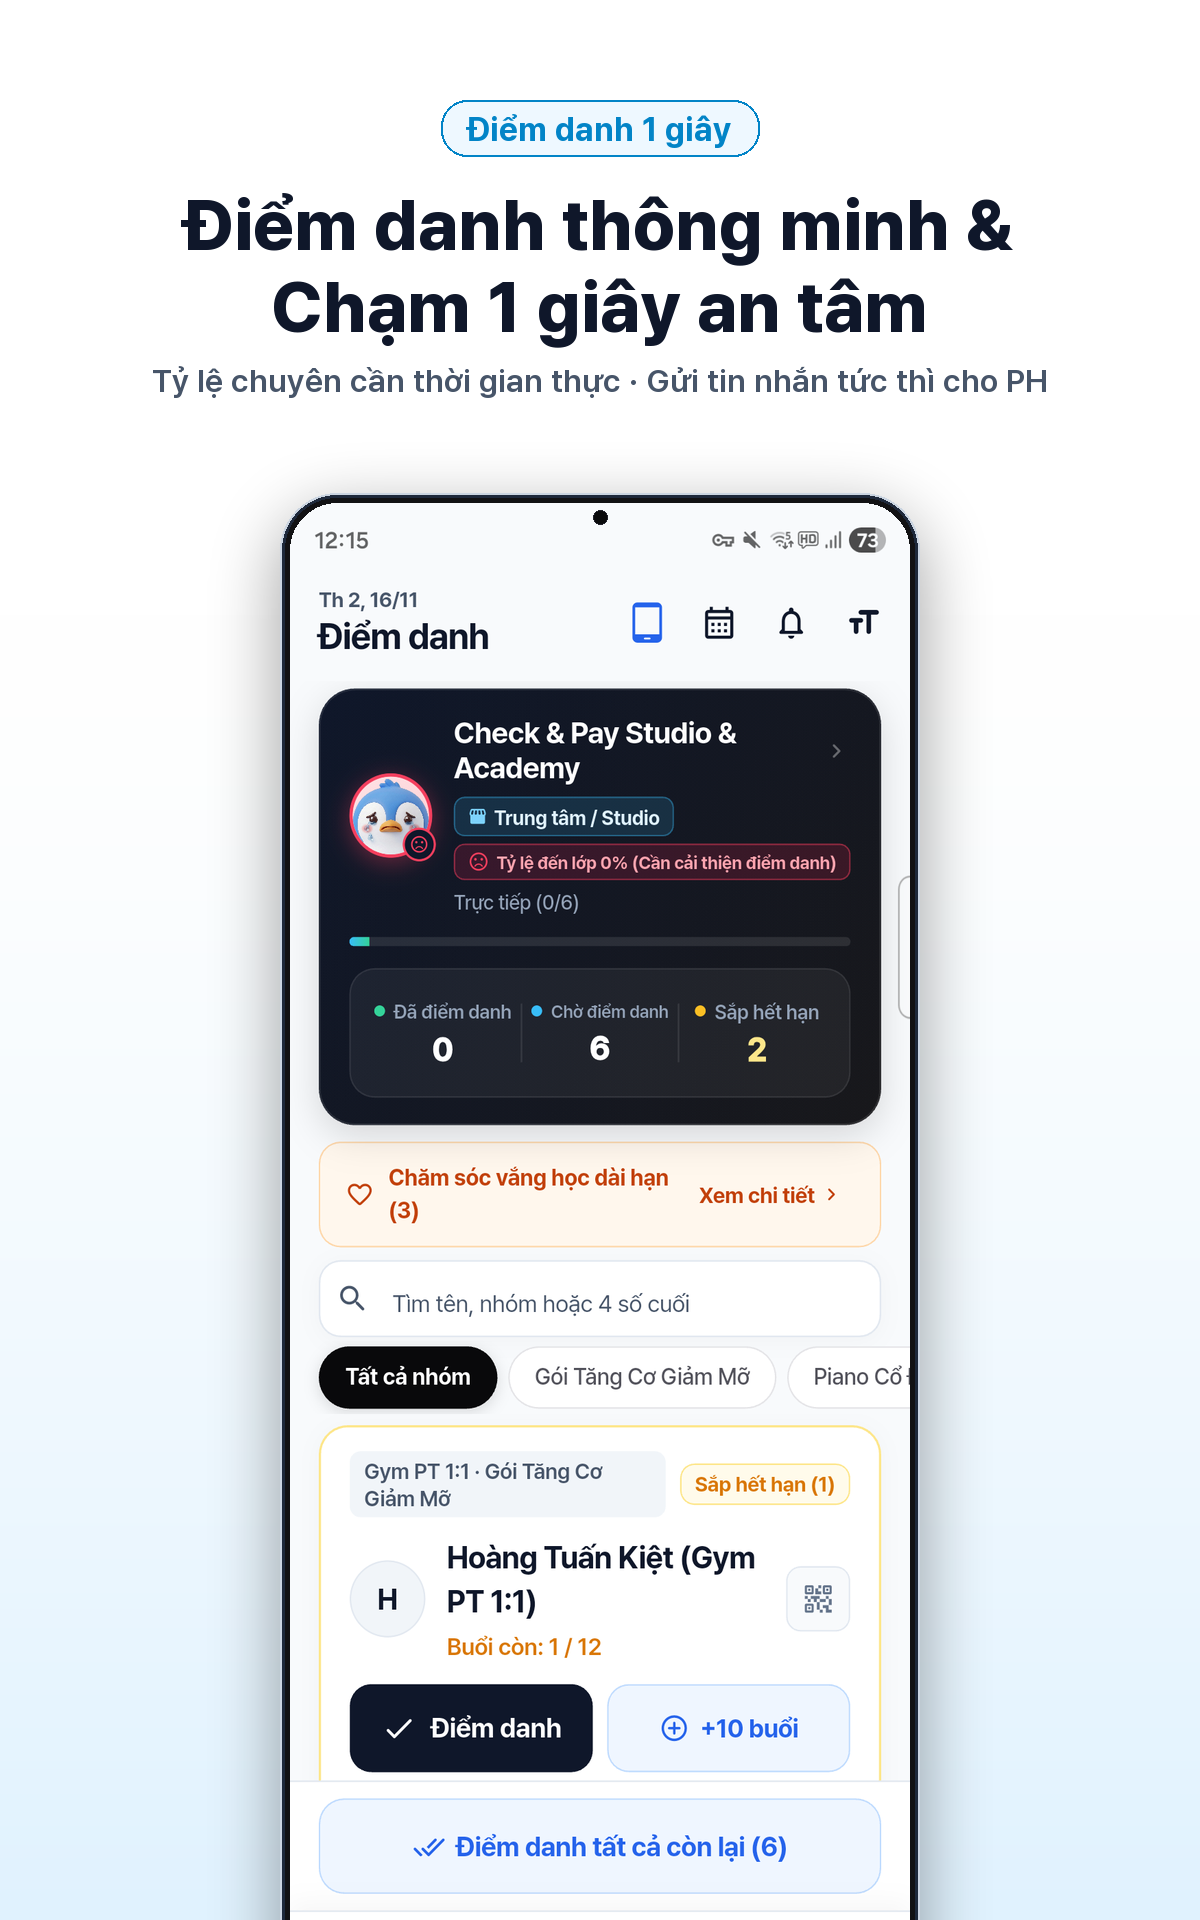 Điểm danh 1 giây
Điểm danh thông minh &
Chạm 1 giây an tâm
Tỷ lệ chuyên cần thời gian thực · Gửi tin nhắn tức thì cho PH
12:15
5
HD
73
Th 2, 16/11
Điểm danh
Check & Pay Studio &
Academy
Trung tâm / Studio
Tỷ lệ đến lớp 0% (Cần cải thiện điểm danh)
Trực tiếp (0/6)
Đã điểm danh
Chờ điểm danh
Sắp hết hạn
0
6
2
Chăm sóc vắng học dài hạn
(3)
Xem chi tiết
Tìm tên, nhóm hoặc 4 số cuối
Tất cả nhóm
Gói Tăng Cơ Giảm Mỡ
Piano Cổ
Gym PT 1:1 · Gói Tăng Cơ
Giảm Mỡ
Sắp hết hạn (1)
H
Hoàng Tuấn Kiệt (Gym
PT 1:1)
Buổi còn: 1 / 12
Điểm danh
+10 buổi
Điểm danh tất cả còn lại (6)